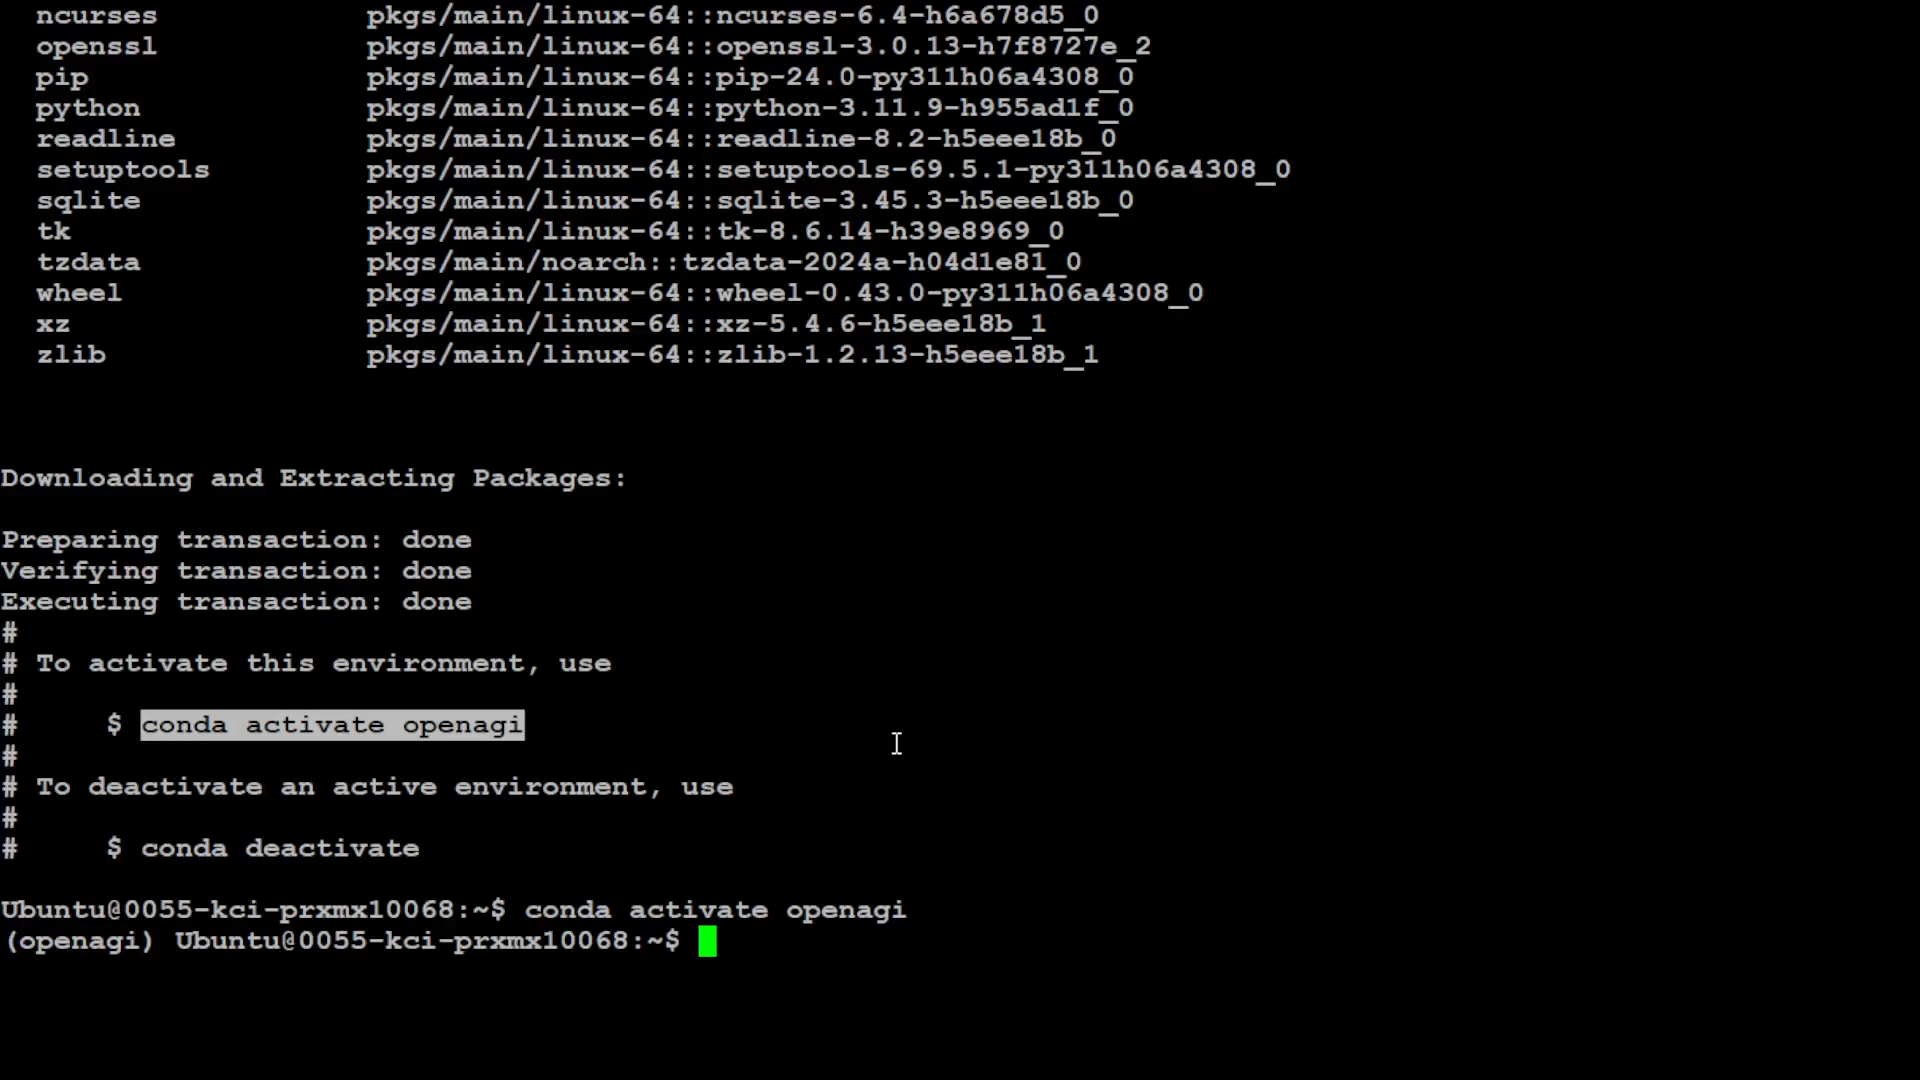 ncurses pkgs/main/linux-64::ncurses-6.4-h6a678d5_0
openssl pkgs/main/linux-64::openssl-3.0.13-h7f8727e_2
pip pkgs/main/linux-64::pip-24.0-py311h06a4308_0
python pkgs/main/linux-64::python-3.11.9-h955ad1f_0
readline pkgs/main/linux-64::readline-8.2-h5eee18b_0
setuptools pkgs/main/linux-64::setuptools-69.5.1-py311h06a4308_0
sqlite pkgs/main/linux-64::sqlite-3.45.3-h5eee18b_0
tk pkgs/main/linux-64::tk-8.6.14-h39e8969_0
tzdata pkgs/main/noarch::tzdata-2024a-h04d1e81_0
wheel pkgs/main/linux-64::wheel-0.43.0-py311h06a4308_0
xz pkgs/main/linux-64::xz-5.4.6-h5eee18b_1
zlib pkgs/main/linux-64::zlib-1.2.13-h5eee18b_1
Downloading and Extracting Packages:
Preparing transaction: done
Verifying transaction: done
Executing transaction: done
#
# To activate this environment, use
#
# $ conda activate openagi
#
# To deactivate an active environment, use
#
# $ conda deactivate
Ubuntu@0055-kci-prxmx10068:~$ conda activate openagi
(openagi) Ubuntu@0055-kci-prxmx10068:~$